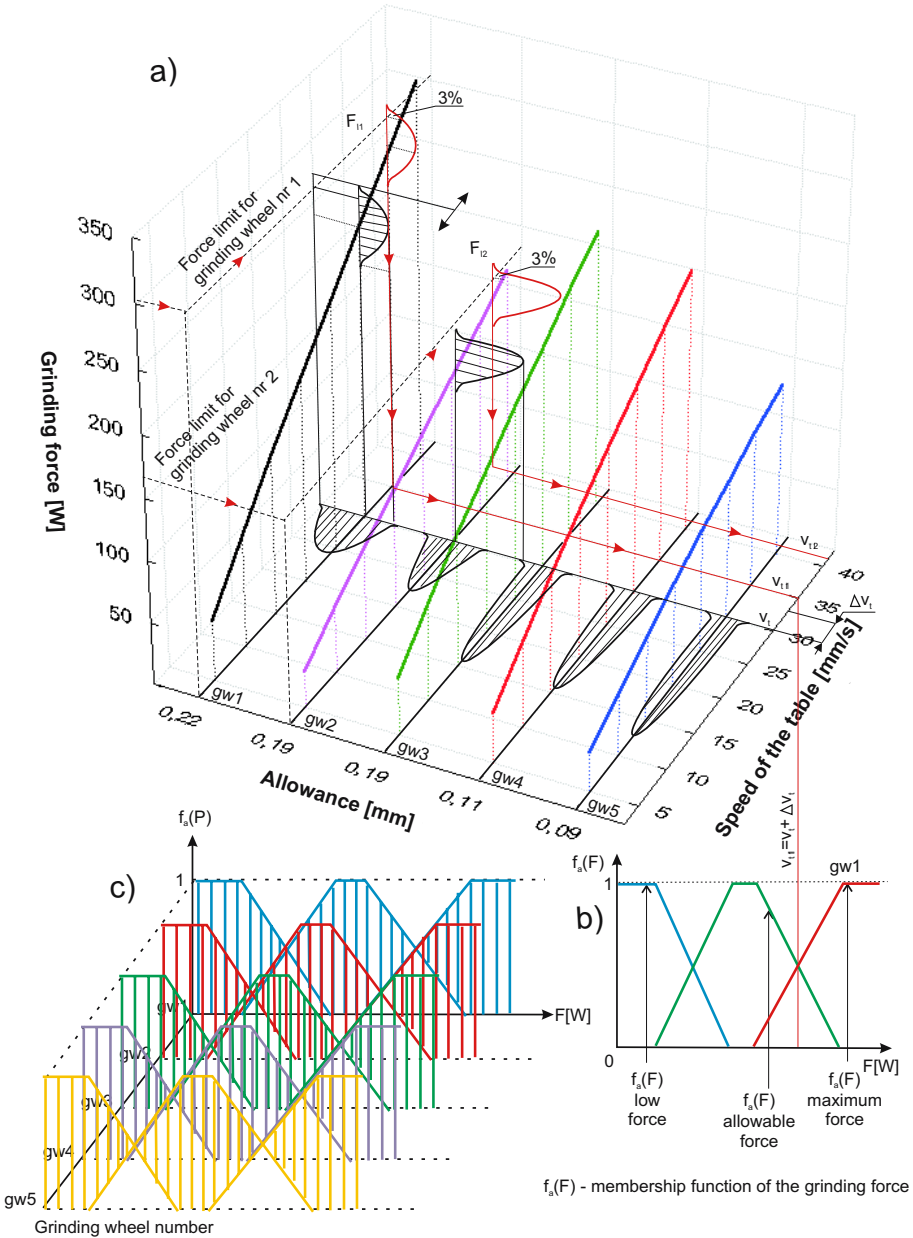 a)
3%
F_l1
Force limit for
grinding wheel nr 1
F_l2
3%
350
300
250
200
150
100
50
Grinding force [W]
Force limit for
grinding wheel nr 2
v_t2
v_t1
v_t
Δv_t
40
35
30
25
20
15
10
5
Speed of the table [mm/s]
gw1
gw2
gw3
gw4
gw5
0,22
0,19
0,19
0,11
0,09
Allowance [mm]
v_t1=v_t+ Δv_t
f_a(P)
c)
1
F[W]
gw1
gw2
gw3
gw4
gw5
Grinding wheel number
f_a(F)
gw1
1
b)
0
F[W]
f_a(F)
low
force
f_a(F)
allowable
force
f_a(F)
maximum
force
f_a(F) - membership function of the grinding force